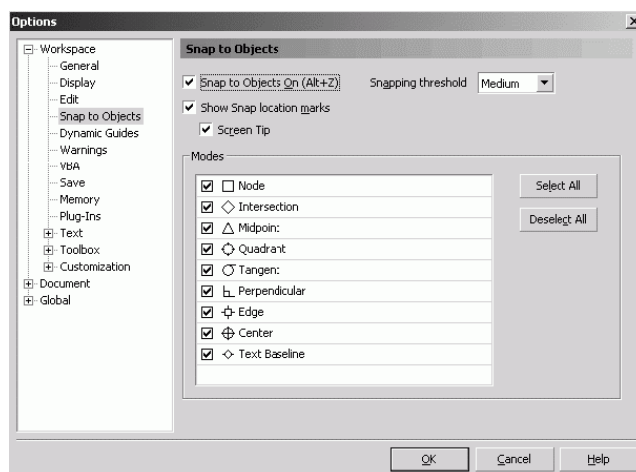 Options
Workspace
General
Display
Edit
Snap to Objects
Dynamic Guides
Warnings
VBA
Save
Memory
Plug-Ins
Text
Toolbox
Customization
Document
Global
Snap to Objects
Snap to Objects On (Alt+Z)
Snapping threshold
Medium
Show Snap location marks
Screen Tip
Modes
Node
Intersection
Midpoint
Quadrant
Tangent
Perpendicular
Edge
Center
Text Baseline
Select All
Deselect All
OK
Cancel
Help